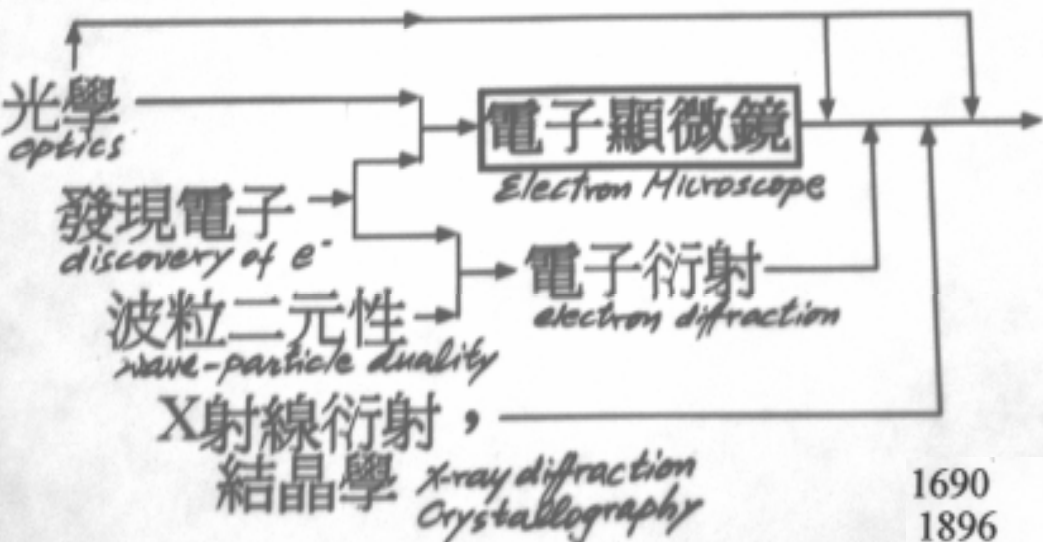 光學
optics
電子顯微鏡
Electron Microscope
發現電子
discovery of e⁻
電子衍射
electron diffraction
波粒二元性
wave-particle duality
X射線衍射，
結晶學
X-ray diffraction
Crystallography
1690
1896